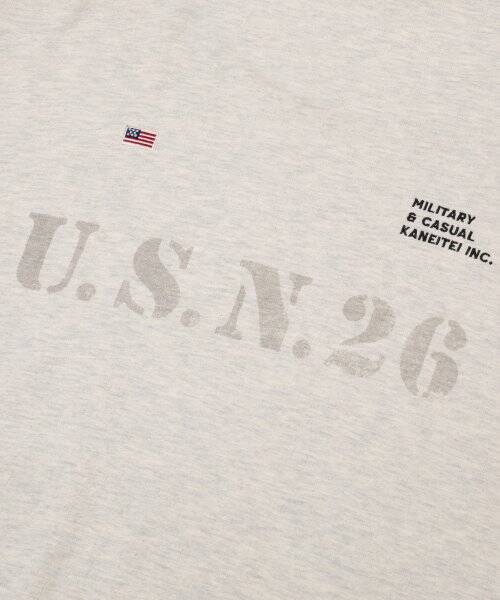 MILITARY
& CASUAL
KANEITEI INC.
U.S.N.26